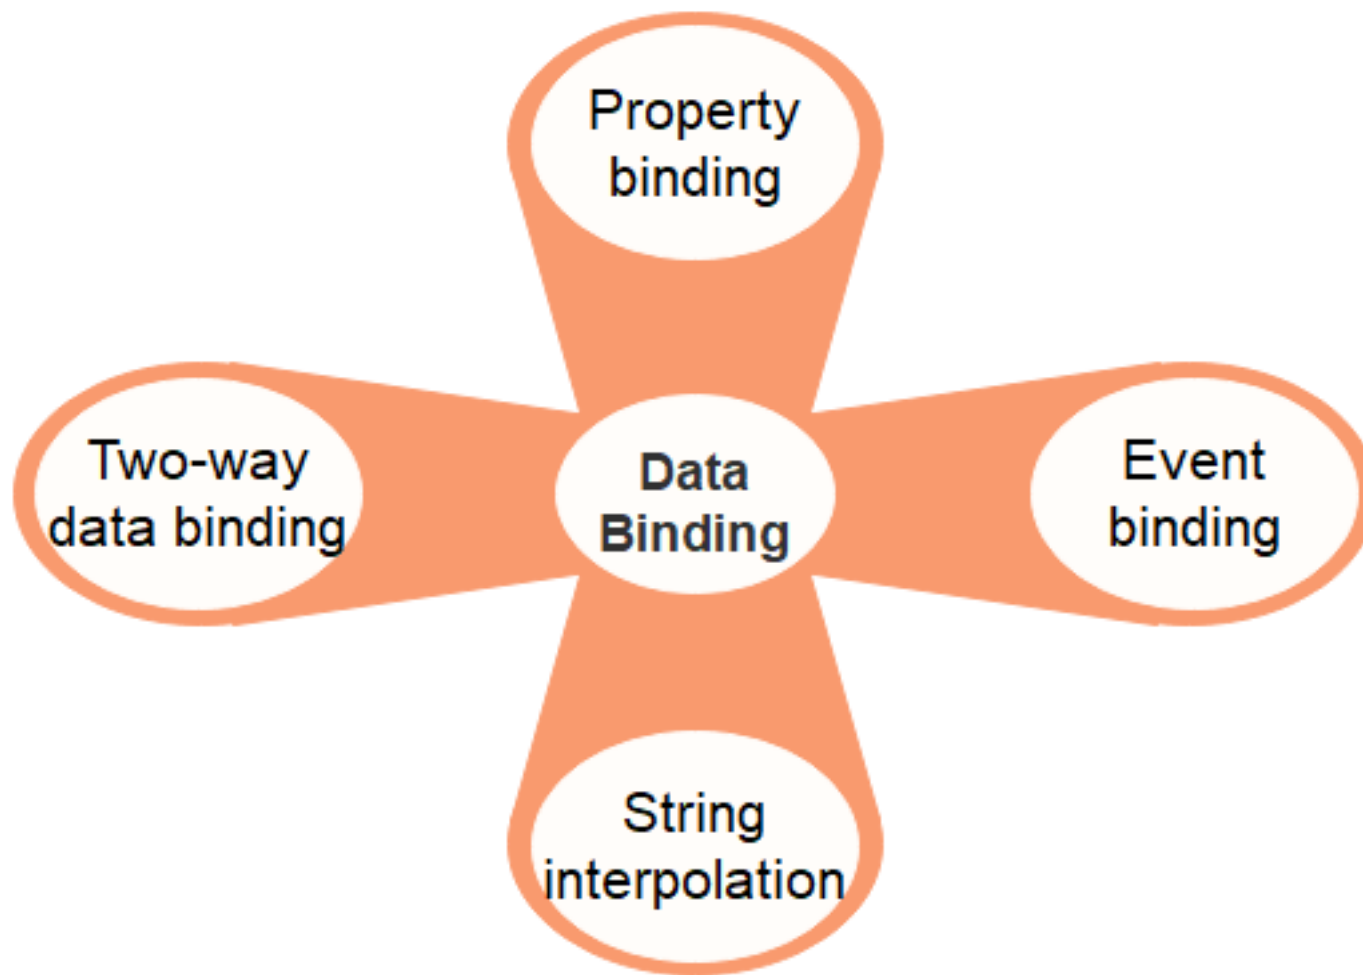 Property
binding
Two-way
data binding
Data
Binding
Event
binding
String
interpolation